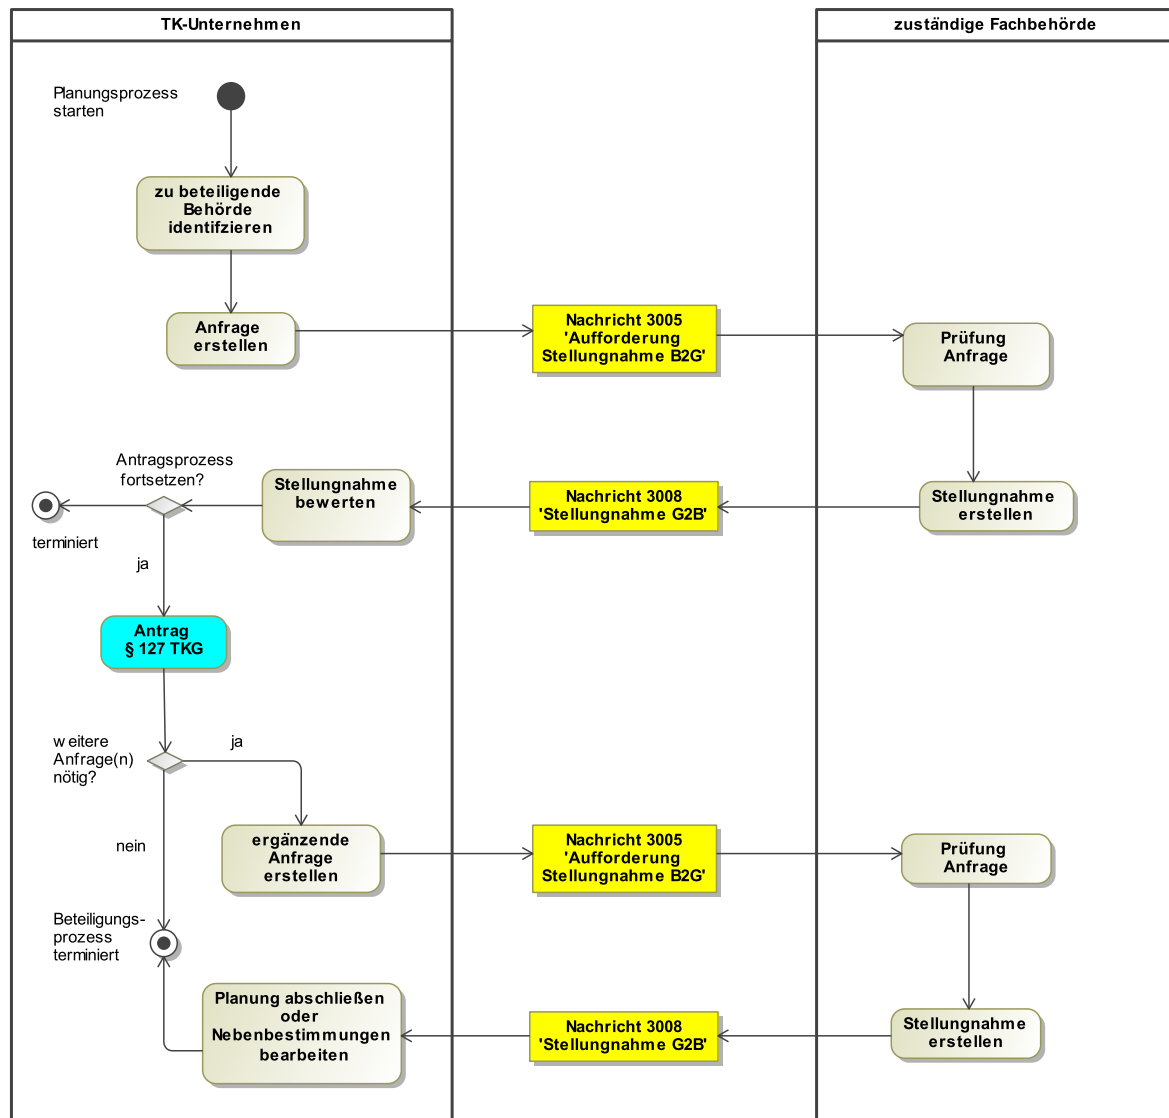 TK-Unternehmen
zuständige Fachbehörde
Planungsprozess
starten
zu beteiligende
Behörde
identifzieren
Anfrage
erstellen
Nachricht 3005
'Aufforderung
Stellungnahme B2G'
Prüfung
Anfrage
Antragsprozess
fortsetzen?
Stellungnahme
bewerten
Nachricht 3008
'Stellungnahme G2B'
Stellungnahme
erstellen
terminiert
ja
Antrag
§ 127 TKG
weitere
Anfrage(n)
nötig?
ja
nein
ergänzende
Anfrage
erstellen
Nachricht 3005
'Aufforderung
Stellungnahme B2G'
Prüfung
Anfrage
Beteiligungs-
prozess
terminiert
Planung abschließen
oder
Nebenbestimmungen
bearbeiten
Nachricht 3008
'Stellungnahme G2B'
Stellungnahme
erstellen